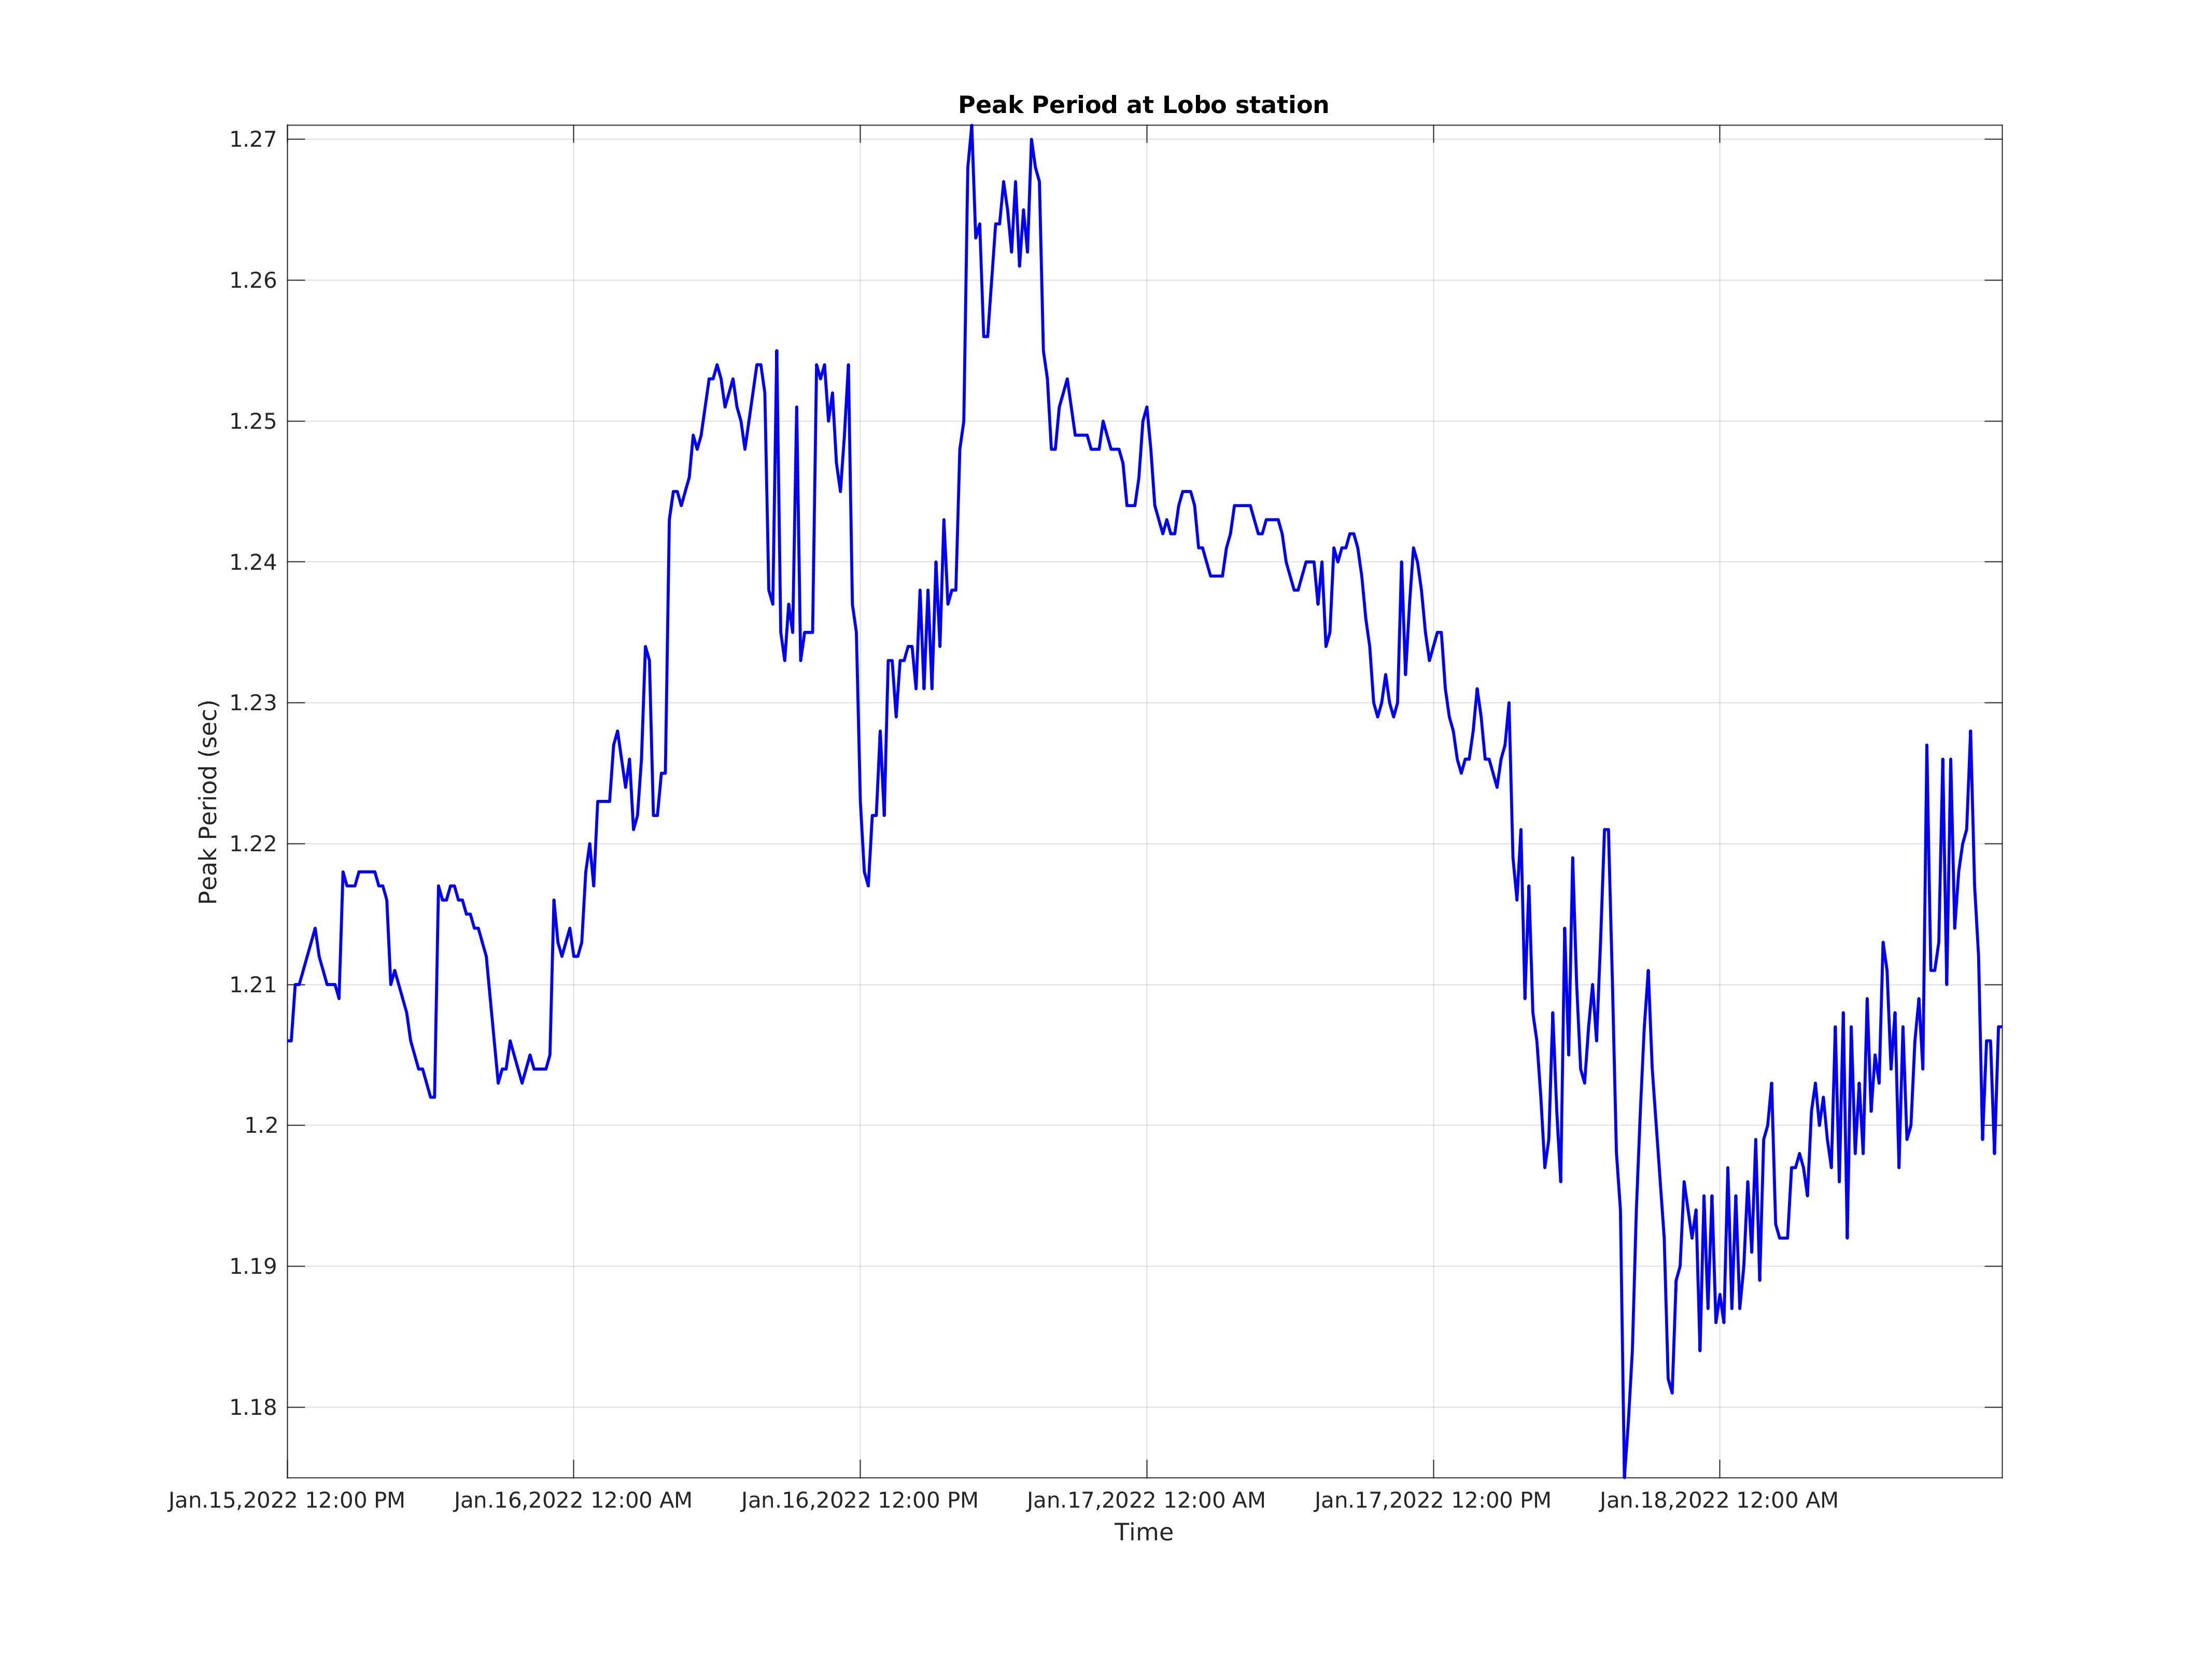 Peak Period at Lobo station
1.27
1.26
1.25
1.24
1.23
1.22
1.21
1.2
1.19
1.18
Peak Period (sec)
Jan.15,2022 12:00 PM Jan.16,2022 12:00 AM Jan.16,2022 12:00 PM Jan.17,2022 12:00 AM Jan.17,2022 12:00 PM Jan.18,2022 12:00 AM
Time